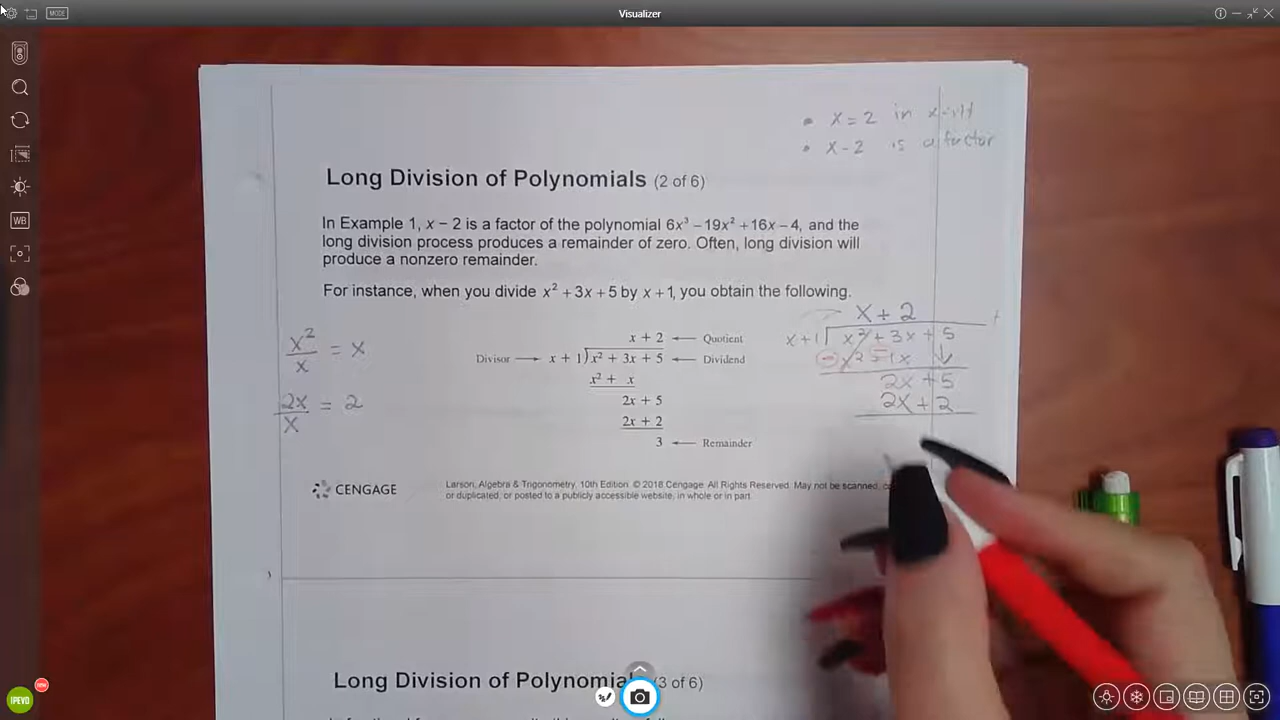 MODE
Visualizer
WB
• x = 2 in
• x - 2 is a factor
Long Division of Polynomials (2 of 6)
In Example 1, x − 2 is a factor of the polynomial 6x³ − 19x² + 16x − 4, and the
long division process produces a remainder of zero. Often, long division will
produce a nonzero remainder.
For instance, when you divide x² + 3x + 5 by x + 1, you obtain the following.
x²/x = x
2x/x = 2
x + 2 ← Quotient
Divisor → x + 1)x² + 3x + 5 ← Dividend
x² + x
2x + 5
2x + 2
3 ← Remainder
x + 2
x+1)x² + 3x + 5
x² 1x
2x + 5
2x + 2
CENGAGE
Larson, Algebra & Trigonometry, 10th Edition. © 2018 Cengage. All Rights Reserved. May not be scanned,
or duplicated, or posted to a publicly accessible website, in whole or in part.
Long Division of Polynomials (3 of 6)
IPEVO
new